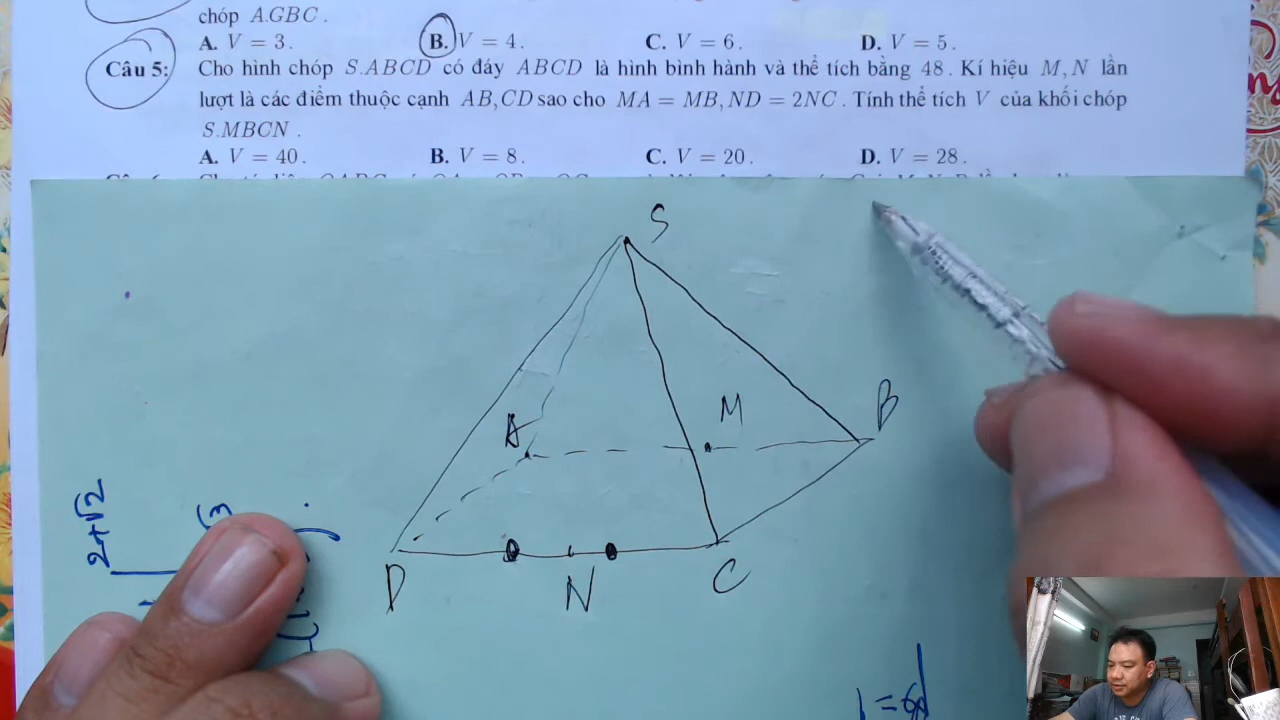 chóp A.GBC .
A. V = 3. B. V = 4. C. V = 6. D. V = 5.
Câu 5: Cho hình chóp S.ABCD có đáy ABCD là hình bình hành và thể tích bằng 48. Kí hiệu M, N lần
lượt là các điểm thuộc cạnh AB, CD sao cho MA = MB, ND = 2NC. Tính thể tích V của khối chóp
S.MBCN .
A. V = 40. B. V = 8. C. V = 20. D. V = 28.
S
A
M
B
D
N
C
2+√2
√3